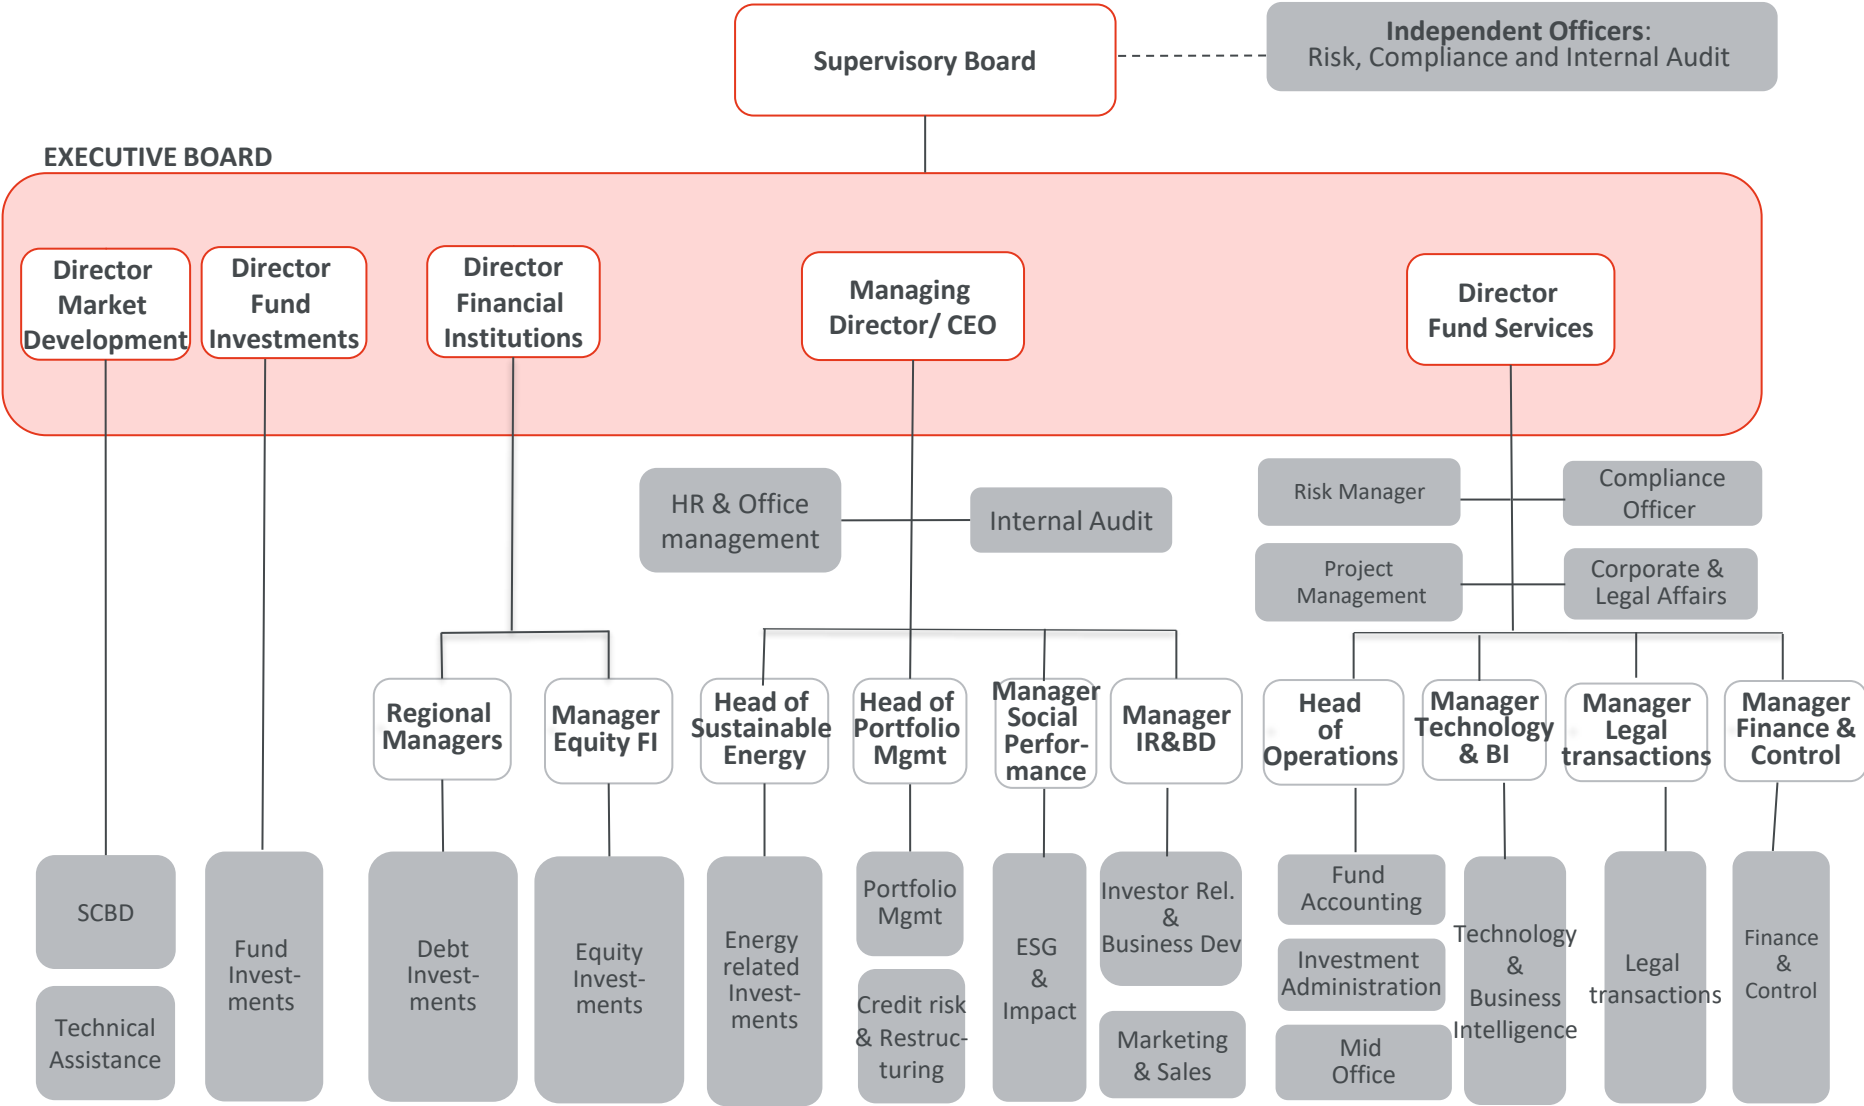 Supervisory Board
Independent Officers:
Risk, Compliance and Internal Audit
EXECUTIVE BOARD
Director
Market
Development
Director
Fund
Investments
Director
Financial
Institutions
Managing
Director/ CEO
Director
Fund Services
HR & Office
management
Internal Audit
Risk Manager
Compliance
Officer
Project
Management
Corporate &
Legal Affairs
Regional
Managers
Manager
Equity FI
Head of
Sustainable
Energy
Head of
Portfolio
Mgmt
Manager
Social
Perfor-
mance
Manager
IR&BD
Head
of
Operations
Manager
Technology
& BI
Manager
Legal
transactions
Manager
Finance &
Control
SCBD
Technical
Assistance
Fund
Invest-
ments
Debt
Invest-
ments
Equity
Invest-
ments
Energy
related
Invest-
ments
Portfolio
Mgmt
Credit risk
& Restruc-
turing
ESG
&
Impact
Investor Rel.
&
Business Dev
Marketing
& Sales
Fund
Accounting
Investment
Administration
Mid
Office
Technology
&
Business
Intelligence
Legal
transactions
Finance
&
Control